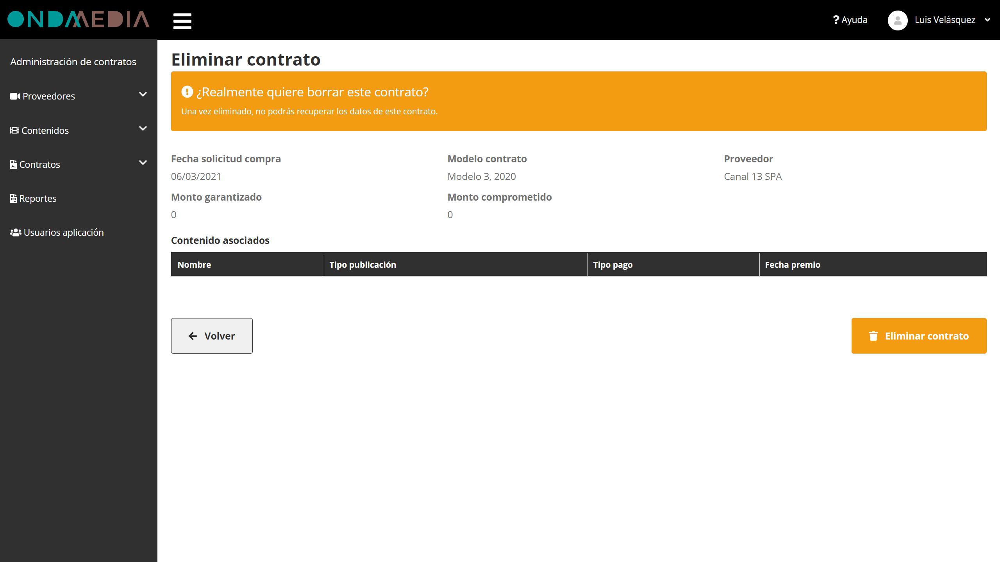 ONDAMEDIA
Ayuda
Luis Velásquez
Administración de contratos
Proveedores
Contenidos
Contratos
Reportes
Usuarios aplicación
Eliminar contrato
¿Realmente quiere borrar este contrato?
Una vez eliminado, no podrás recuperar los datos de este contrato.
Fecha solicitud compra
06/03/2021
Modelo contrato
Modelo 3, 2020
Proveedor
Canal 13 SPA
Monto garantizado
0
Monto comprometido
0
Contenido asociados
Nombre
Tipo publicación
Tipo pago
Fecha premio
Volver
Eliminar contrato